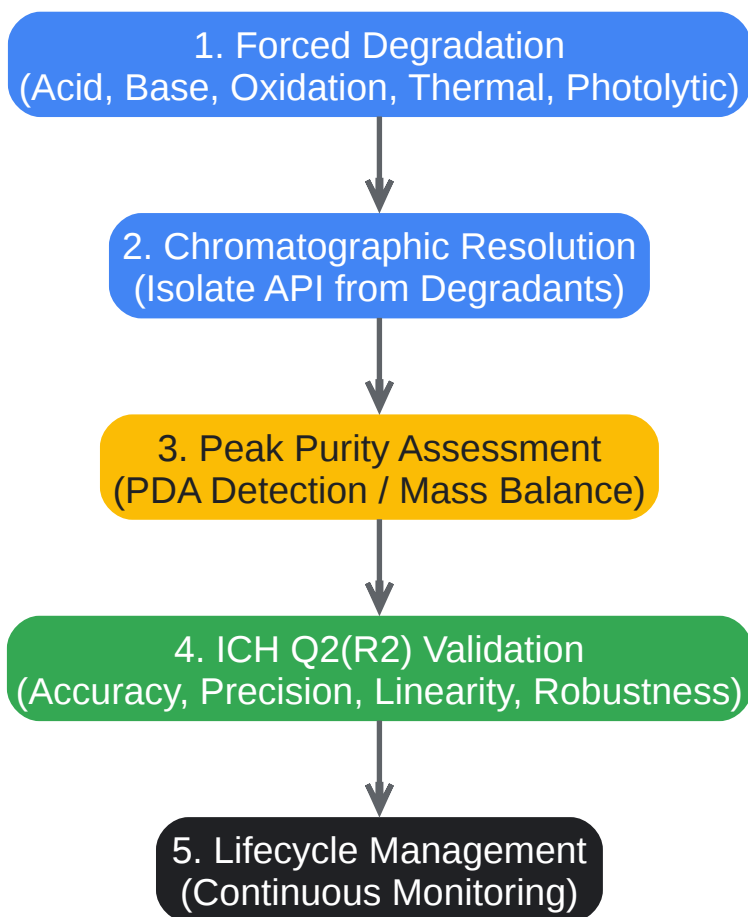 1. Forced Degradation
(Acid, Base, Oxidation, Thermal, Photolytic)
2. Chromatographic Resolution
(Isolate API from Degradants)
3. Peak Purity Assessment
(PDA Detection / Mass Balance)
4. ICH Q2(R2) Validation
(Accuracy, Precision, Linearity, Robustness)
5. Lifecycle Management
(Continuous Monitoring)